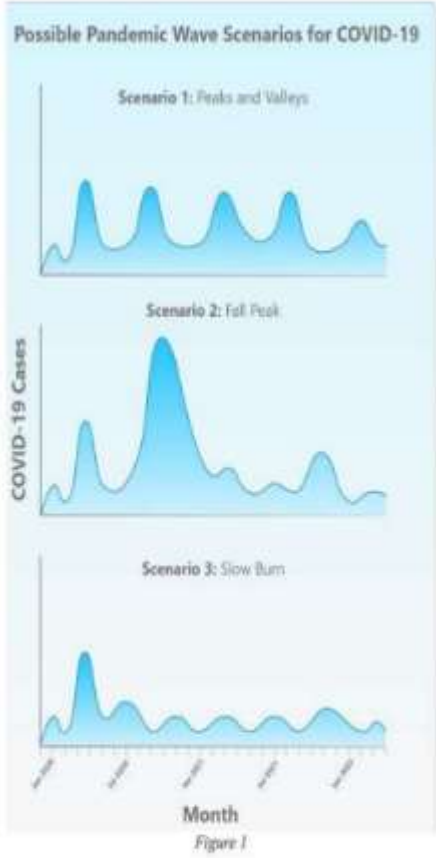 Possible Pandemic Wave Scenarios for COVID-19
Scenario 1: Peaks and Valleys
Scenario 2: Fall Peak
COVID-19 Cases
Scenario 3: Slow Burn
Month
Figure 1